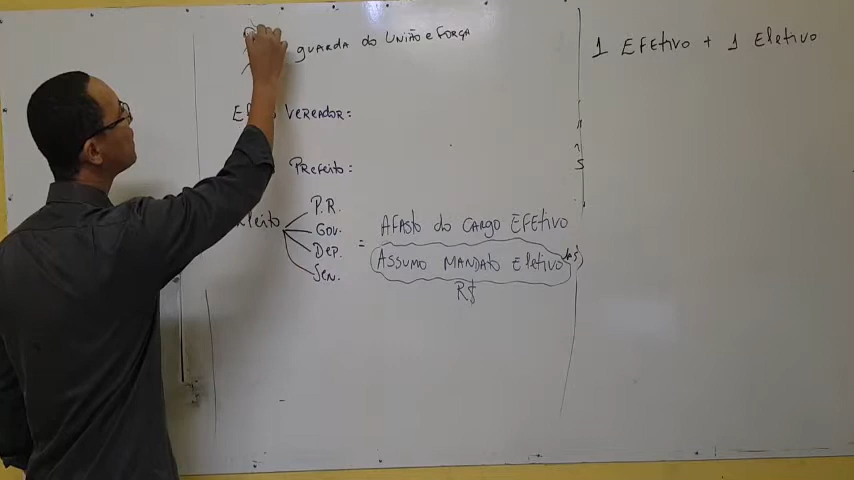 guarda do União e Força
1 Efetivo + 1 Eletivo
Vereador:
Prefeito:
P.R.
Gov.
Dep.
Sen.
= Afasto do cargo Efetivo
Assumo Mandato Eletivo
R$